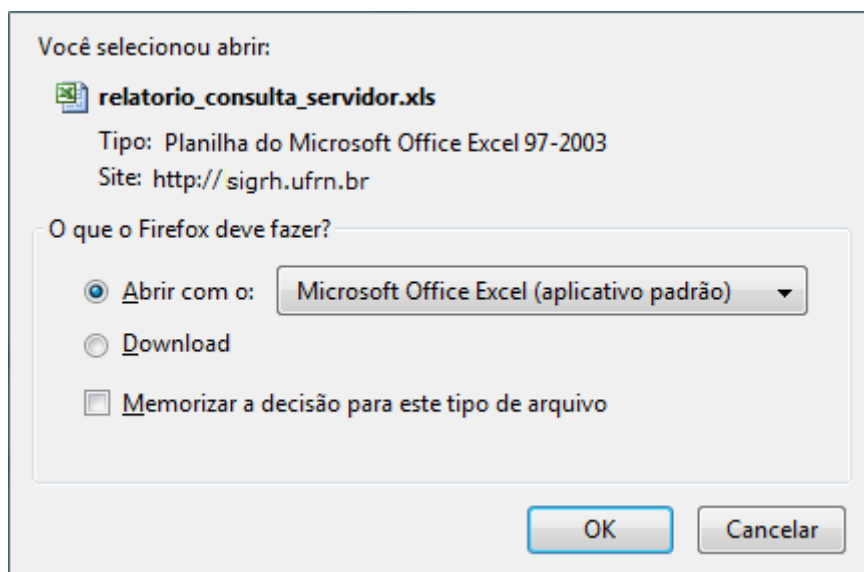 Você selecionou abrir:
relatorio_consulta_servidor.xls
Tipo: Planilha do Microsoft Office Excel 97-2003
Site: http://sigrh.ufrn.br
O que o Firefox deve fazer?
Abrir com o: Microsoft Office Excel (aplicativo padrão)
Download
Memorizar a decisão para este tipo de arquivo
OK Cancelar